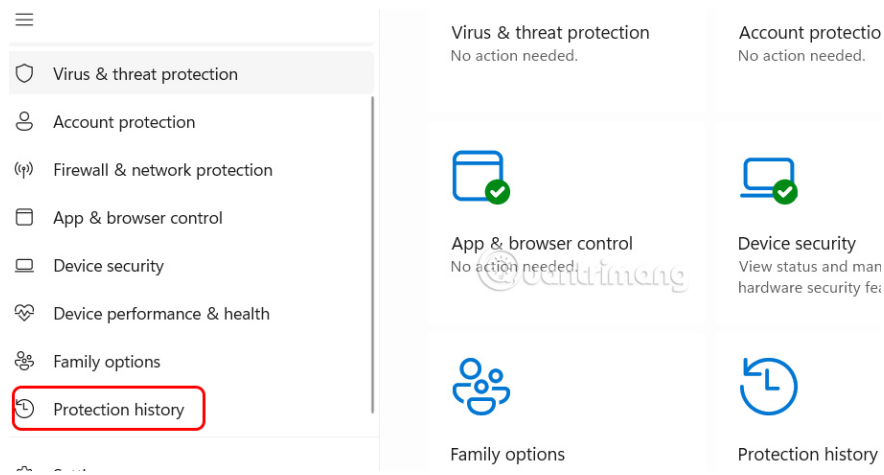 Virus & threat protection
Account protection
Firewall & network protection
App & browser control
Device security
Device performance & health
Family options
Protection history
Virus & threat protection
No action needed.
Account protectio
No action needed.
App & browser control
No action needed.
Device security
View status and man
hardware security fea
Family options
Protection history
quantrimang